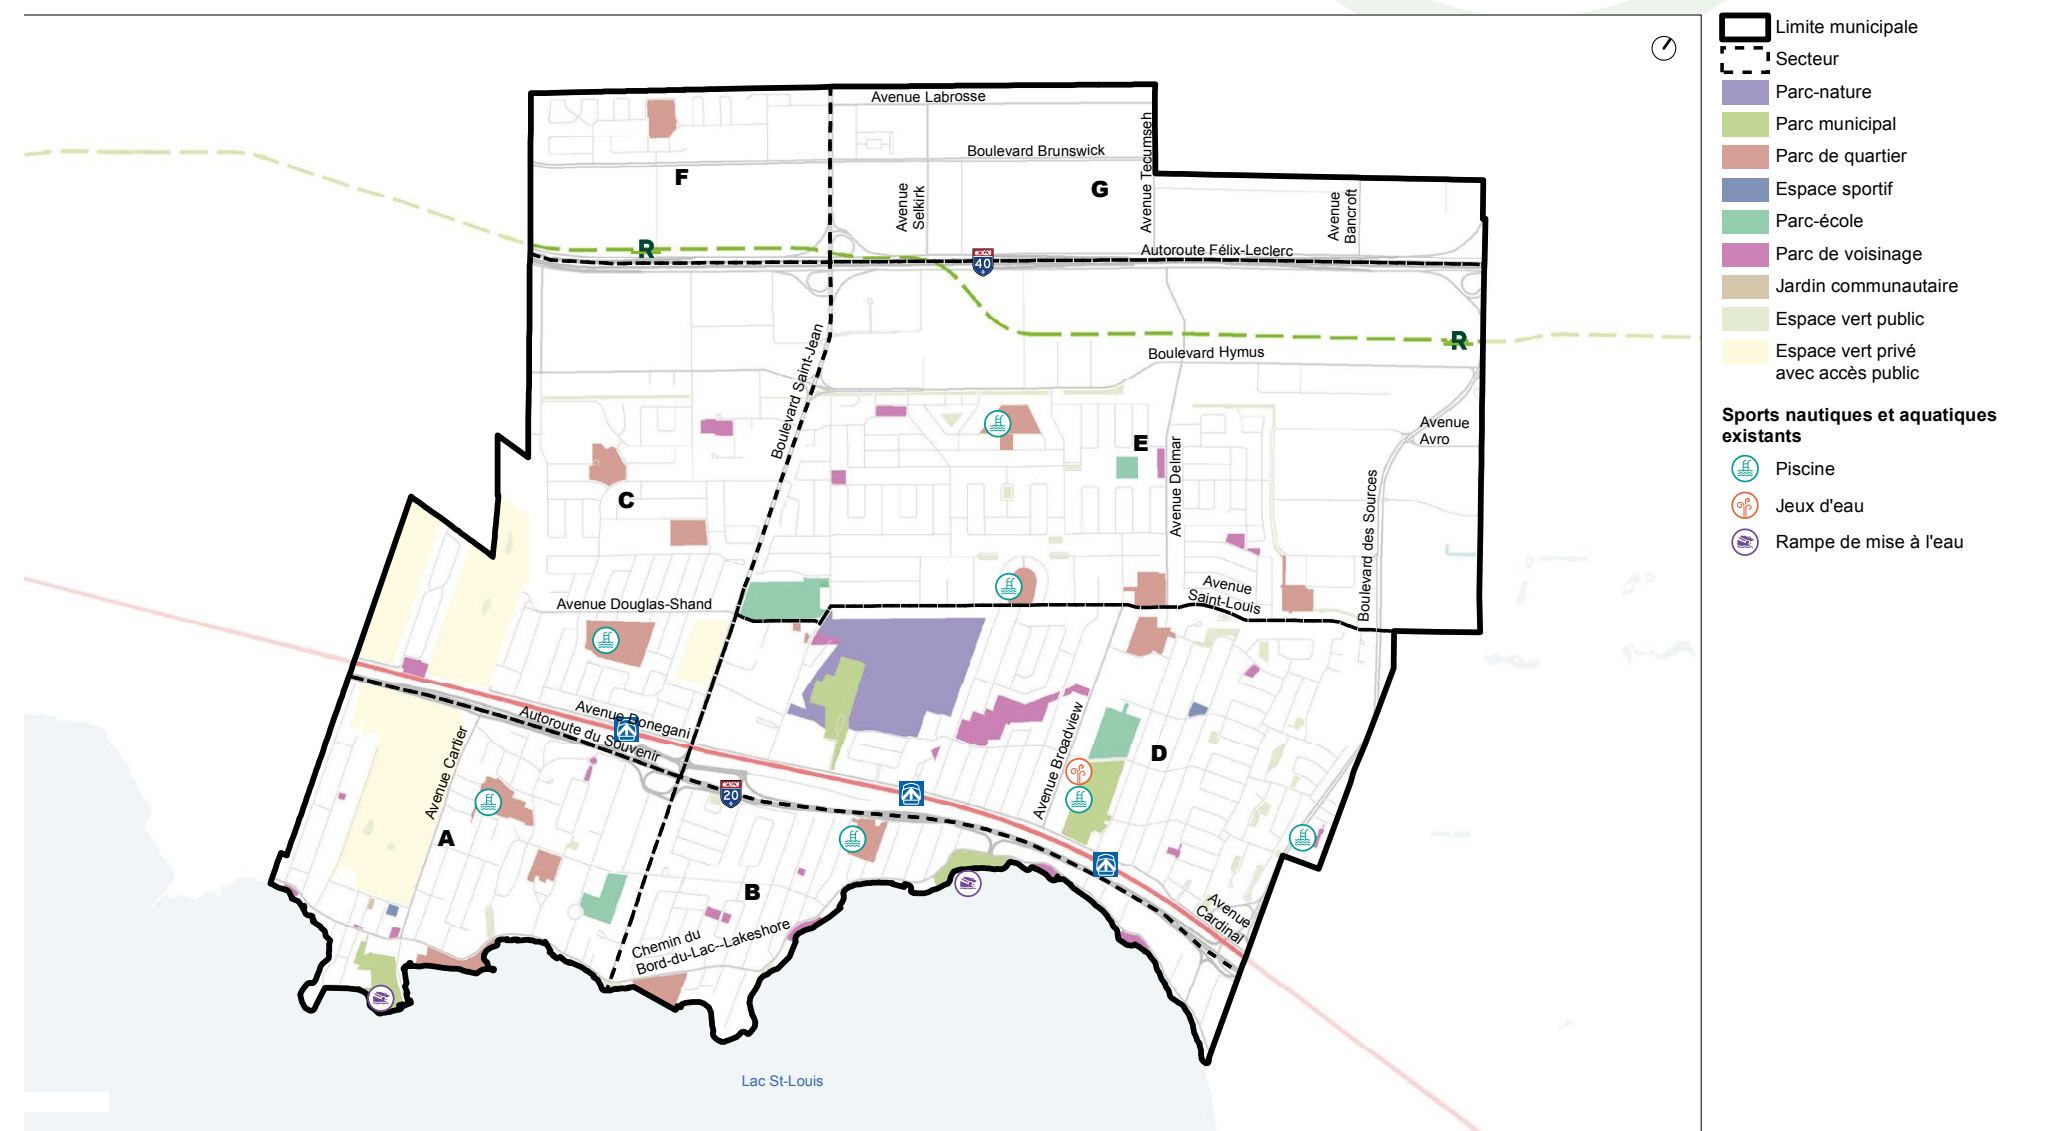 Avenue Labrosse
Boulevard Brunswick
Avenue Tecumseh
F
G
Avenue
Selkirk
Avenue
Bancroft
R
Autoroute Félix-Leclerc
40
R
Boulevard Saint-Jean
Boulevard Hymus
Avenue
Avro
E
Avenue Delmar
C
Boulevard des Sources
Avenue
Saint-Louis
Avenue Douglas-Shand
Avenue Donegani
Autoroute du Souvenir
Avenue Cartier
Avenue Broadview
D
20
A
B
Avenue
Cardinal
Chemin du
Bord-du-Lac--Lakeshore
Lac St-Louis
Limite municipale
Secteur
Parc-nature
Parc municipal
Parc de quartier
Espace sportif
Parc-école
Parc de voisinage
Jardin communautaire
Espace vert public
Espace vert privé
avec accès public
Sports nautiques et aquatiques
existants
Piscine
Jeux d'eau
Rampe de mise à l'eau